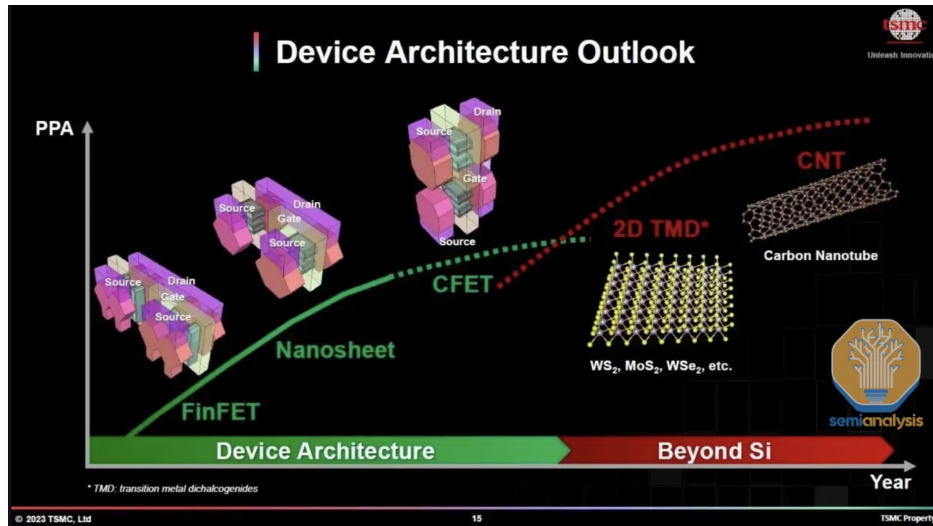 tsmc
Unleash Innovatio
Device Architecture Outlook
PPA
Source
Drain
Gate
Source
Source
Drain
Gate
Source
Source
Drain
Gate
Source
FinFET
Nanosheet
CFET
2D TMD*
WS₂, MoS₂, WSe₂, etc.
CNT
Carbon Nanotube
semianalysis
Device Architecture
Beyond Si
Year
* TMD: transition metal dichalcogenides
© 2023 TSMC, Ltd
15
TSMC Property